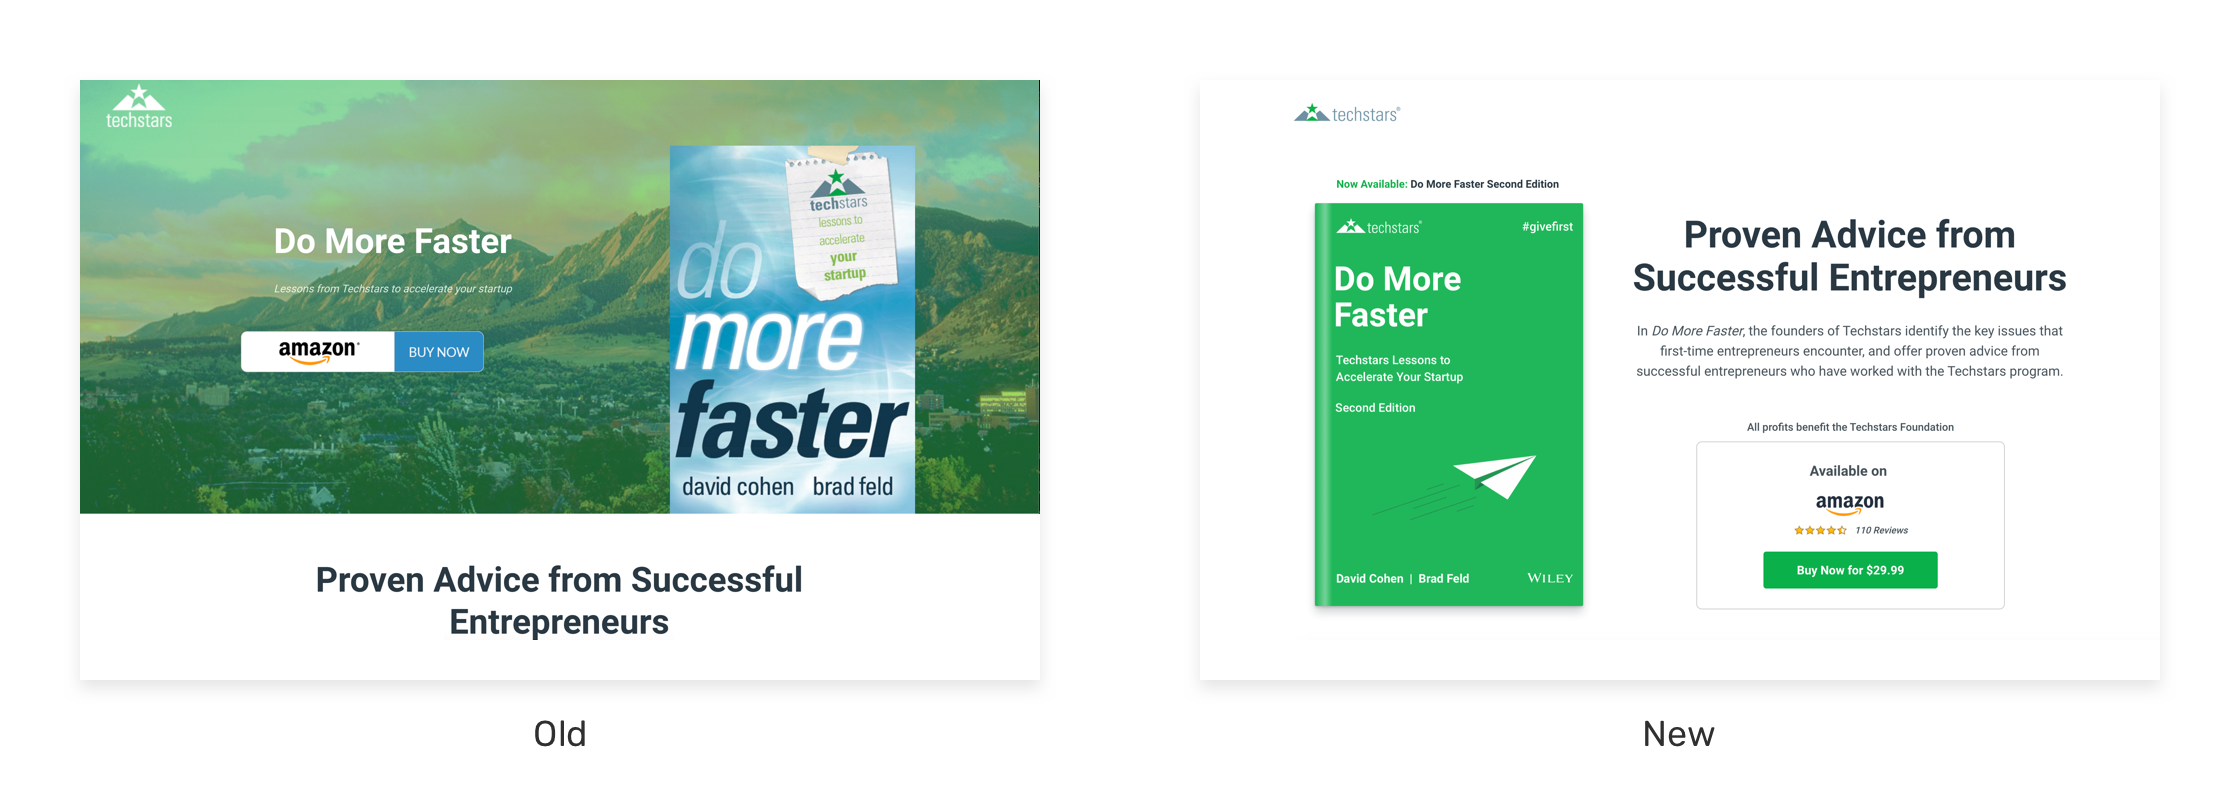 techstars
Do More Faster
Lessons from Techstars to accelerate your startup
amazon
BUY NOW
techstars
lessons to
accelerate
your
startup
do
more
faster
david cohen brad feld
Proven Advice from Successful
Entrepreneurs
Old
techstars®
Now Available: Do More Faster Second Edition
techstars®
#givefirst
Do More
Faster
Techstars Lessons to
Accelerate Your Startup
Second Edition
David Cohen | Brad Feld
WILEY
Proven Advice from
Successful Entrepreneurs
In Do More Faster, the founders of Techstars identify the key issues that
first-time entrepreneurs encounter, and offer proven advice from
successful entrepreneurs who have worked with the Techstars program.
All profits benefit the Techstars Foundation
Available on
amazon
110 Reviews
Buy Now for $29.99
New